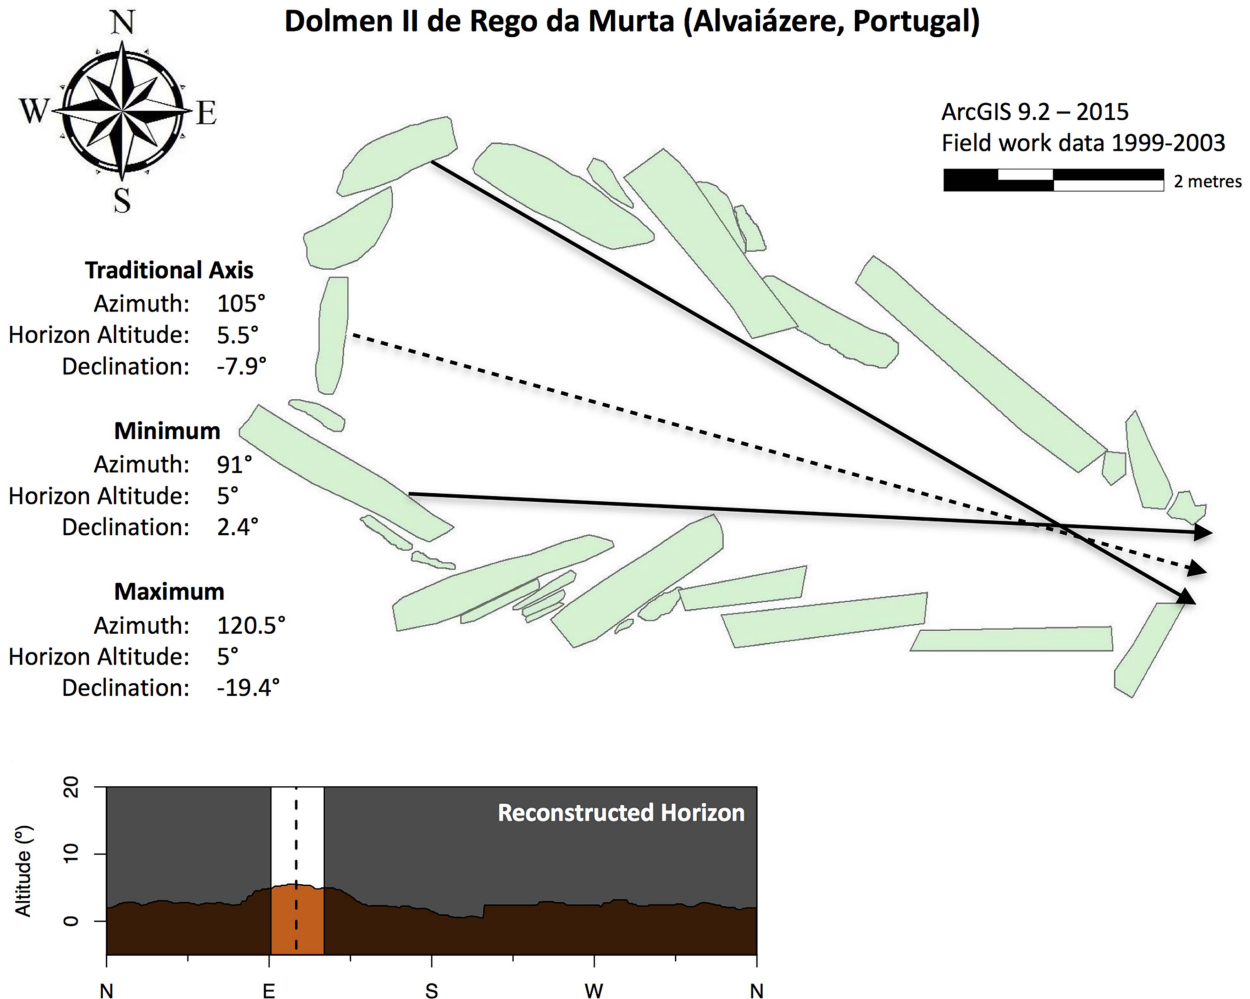 Dolmen II de Rego da Murta (Alvaiázere, Portugal)
N
W
E
S
ArcGIS 9.2 – 2015
Field work data 1999-2003
2 metres
Traditional Axis
Azimuth: 105°
Horizon Altitude: 5.5°
Declination: -7.9°
Minimum
Azimuth: 91°
Horizon Altitude: 5°
Declination: 2.4°
Maximum
Azimuth: 120.5°
Horizon Altitude: 5°
Declination: -19.4°
Reconstructed Horizon
Altitude (º)
20
10
0
N E S W N